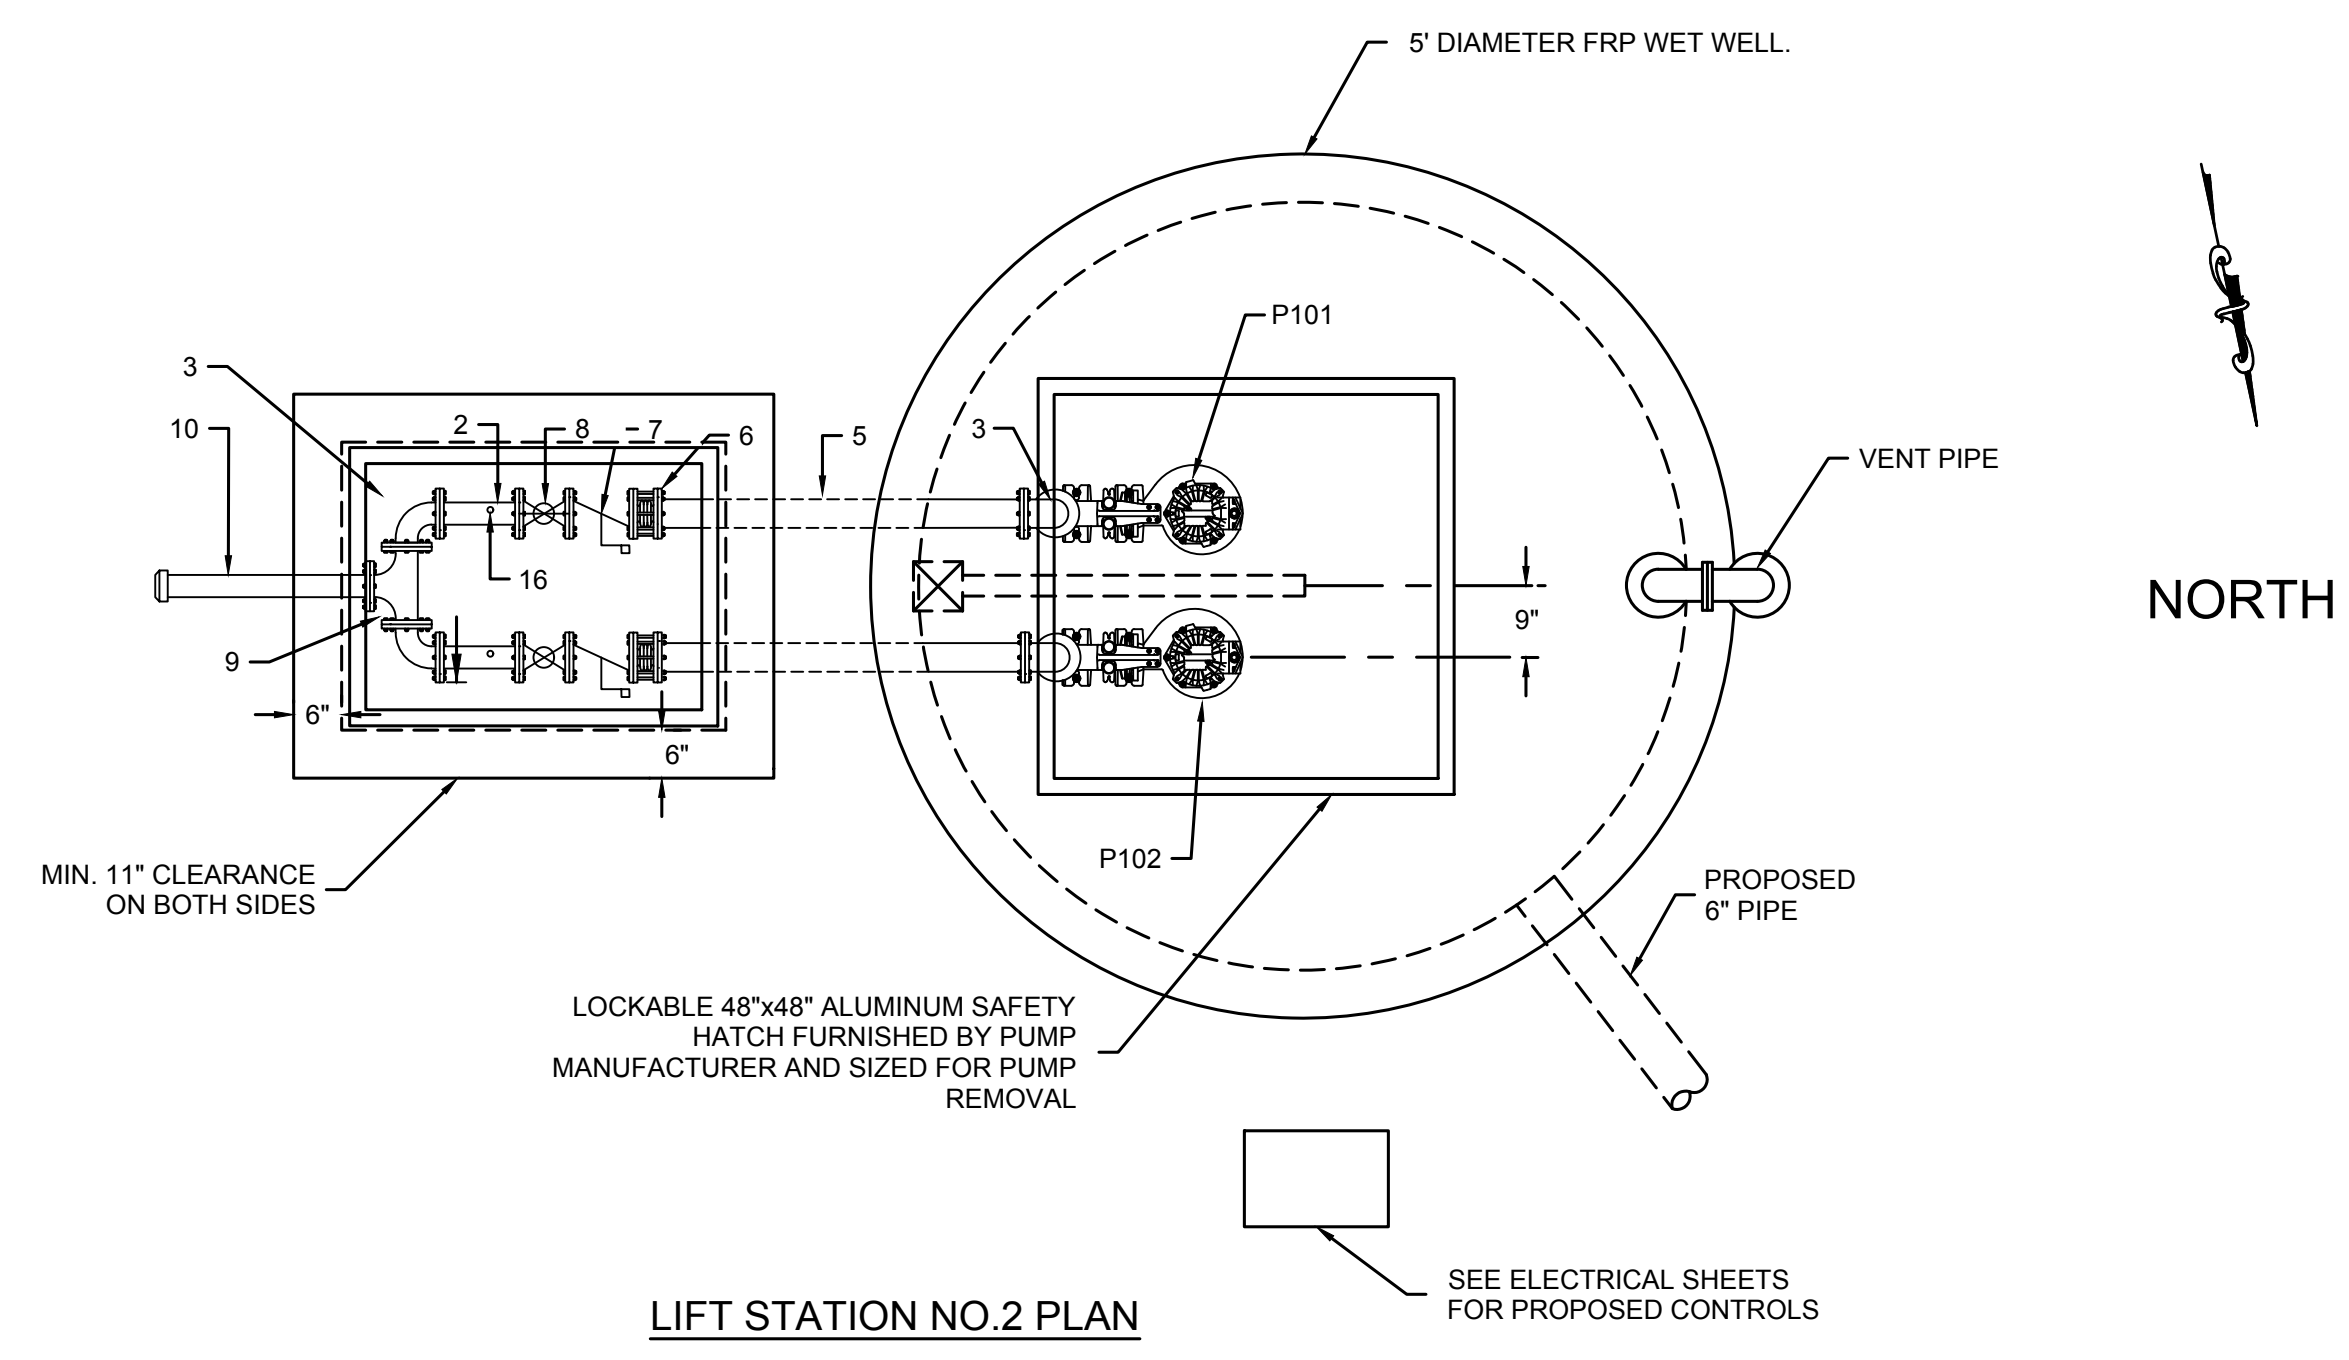 5' DIAMETER FRP WET WELL.
P101
3
10
2
8
- 7
6
5
3
VENT PIPE
16
NORTH
9"
9
6"
6"
P102
MIN. 11" CLEARANCE
ON BOTH SIDES
PROPOSED
6" PIPE
LOCKABLE 48"x48" ALUMINUM SAFETY
HATCH FURNISHED BY PUMP
MANUFACTURER AND SIZED FOR PUMP
REMOVAL
SEE ELECTRICAL SHEETS
FOR PROPOSED CONTROLS
LIFT STATION NO.2 PLAN